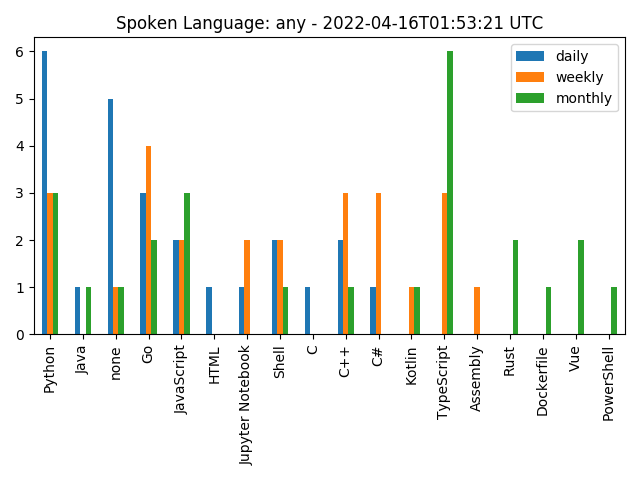 Spoken Language: any - 2022-04-16T01:53:21 UTC
daily
weekly
monthly
6
5
4
3
2
1
0
Python
Java
none
Go
JavaScript
HTML
Jupyter Notebook
Shell
C
C++
C#
Kotlin
TypeScript
Assembly
Rust
Dockerfile
Vue
PowerShell